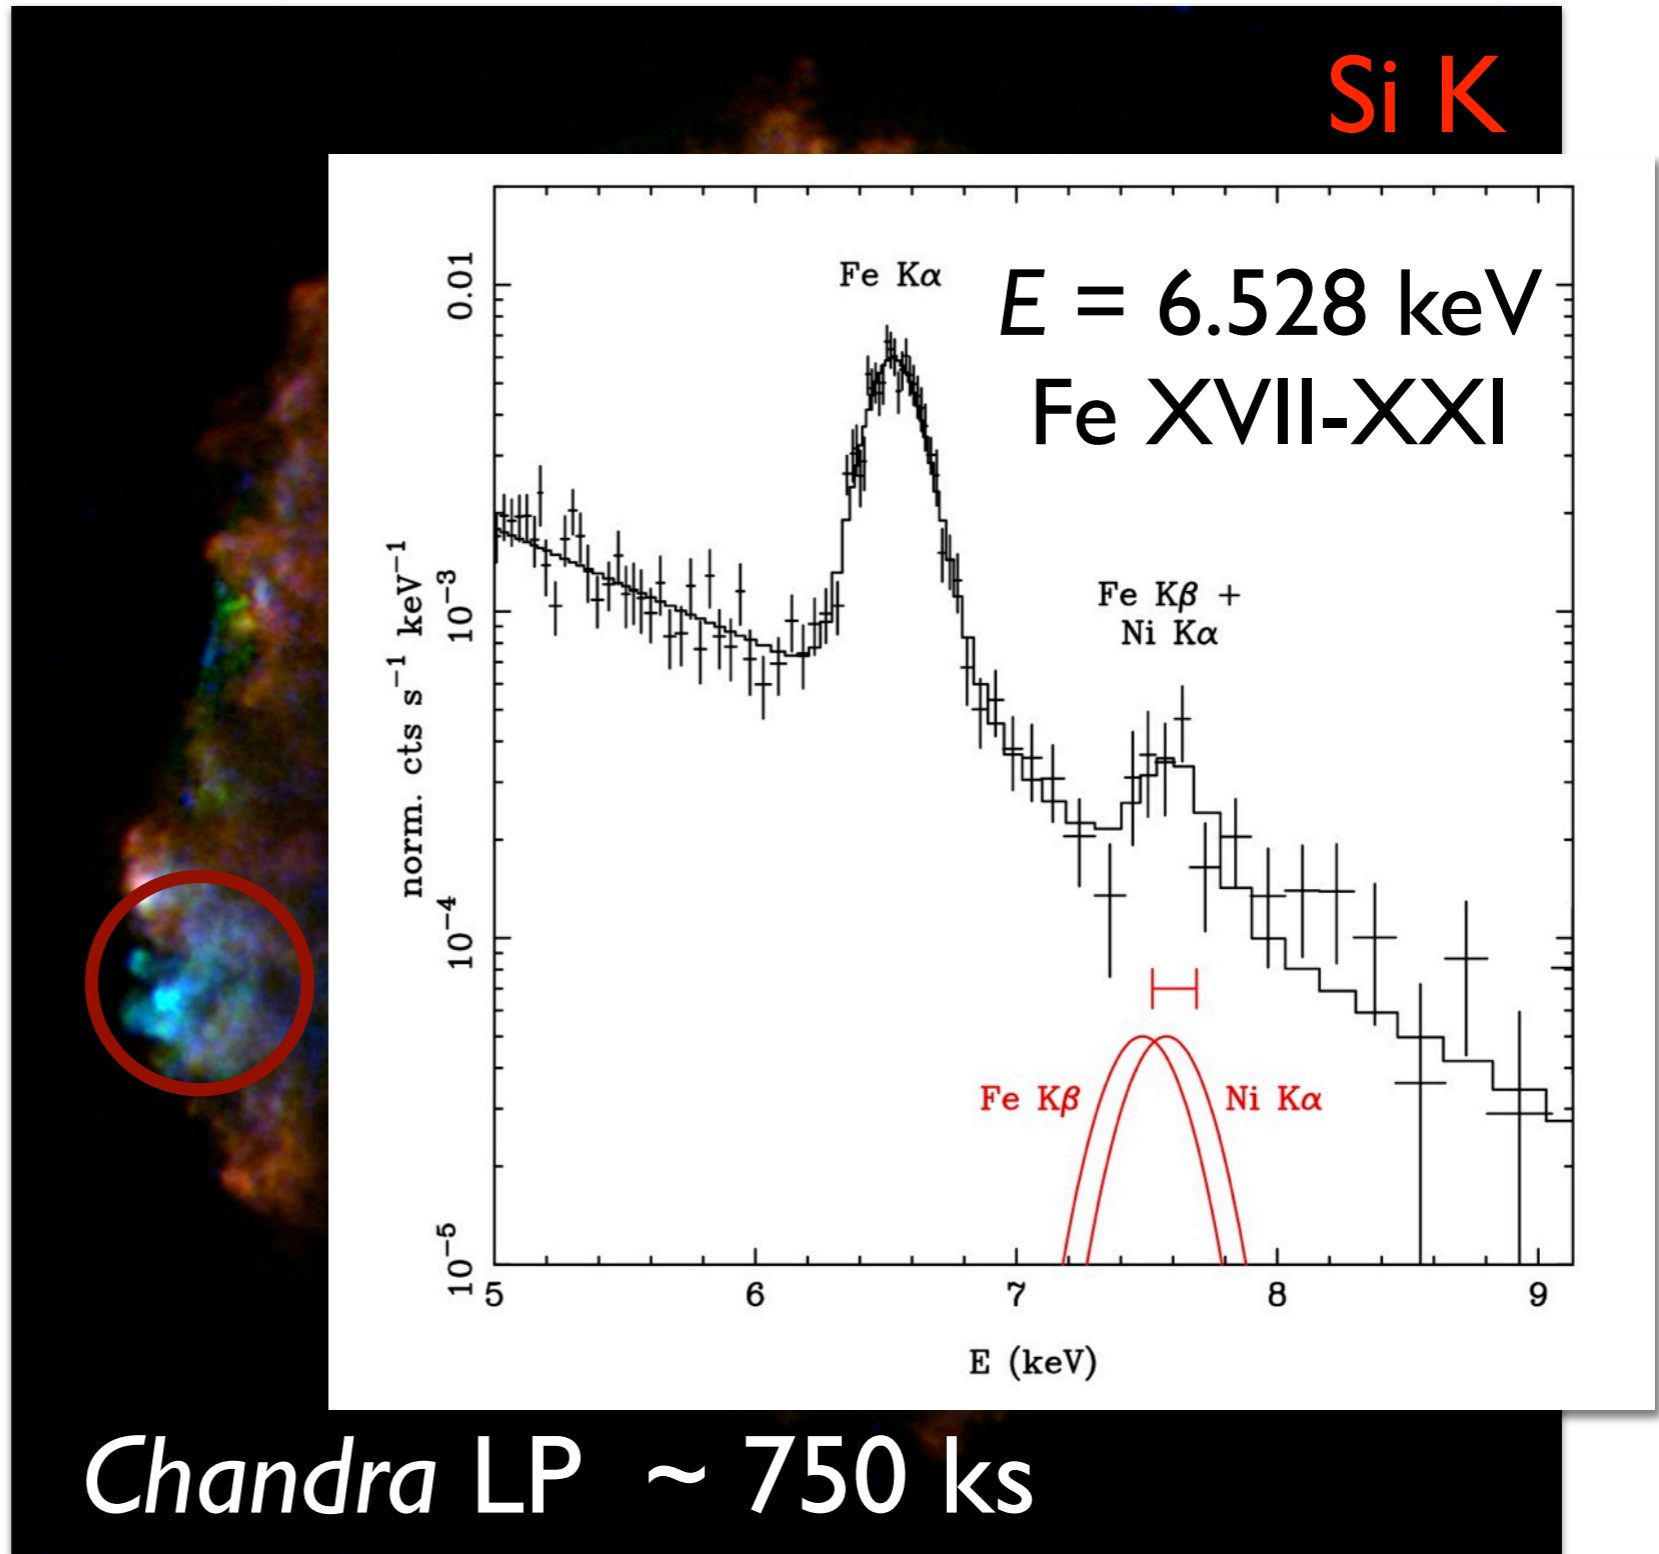 Si K
Fe Kα
E = 6.528 keV
Fe XVII-XXI
Fe Kβ +
Ni Kα
Fe Kβ
Ni Kα
norm. cts s⁻¹ keV⁻¹
0.01
10⁻³
10⁻⁴
10⁻⁵
5 6 7 8 9
E (keV)
Chandra LP ~ 750 ks